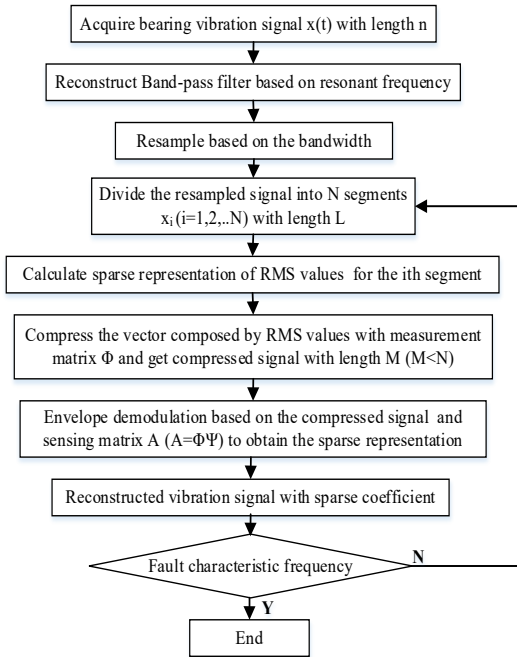 Acquire bearing vibration signal x(t) with length n
Reconstruct Band-pass filter based on resonant frequency
Resample based on the bandwidth
Divide the resampled signal into N segments
xᵢ (i=1,2,..N) with length L
Calculate sparse representation of RMS values for the ith segment
Compress the vector composed by RMS values with measurement
matrix Φ and get compressed signal with length M (M<N)
Envelope demodulation based on the compressed signal and
sensing matrix A (A=ΦΨ) to obtain the sparse representation
Reconstructed vibration signal with sparse coefficient
Fault characteristic frequency
N
Y
End